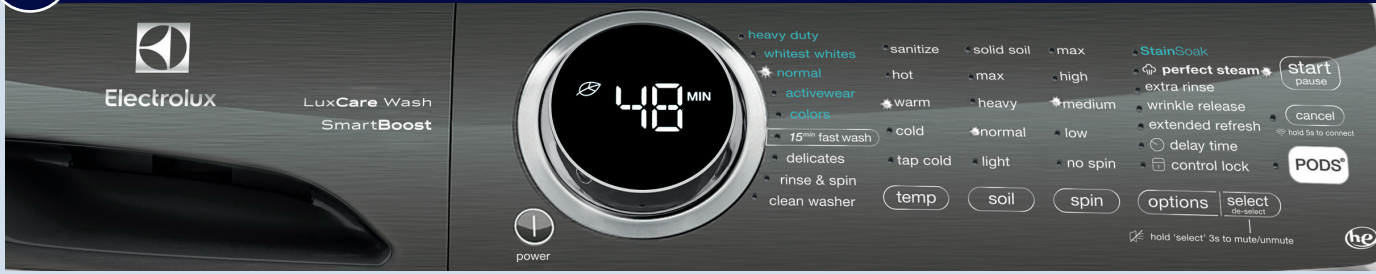 Electrolux
LuxCare Wash
SmartBoost
48 MIN
power
heavy duty
whitest whites
normal
activewear
colors
15min fast wash
delicates
rinse & spin
clean washer
sanitize
hot
warm
cold
tap cold
temp
solid soil
max
heavy
normal
light
soil
max
high
medium
low
no spin
spin
StainSoak
perfect steam
extra rinse
wrinkle release
extended refresh
delay time
control lock
options
select
de-select
hold 'select' 3s to mute/unmute
start
pause
cancel
hold 5s to connect
PODS®
he